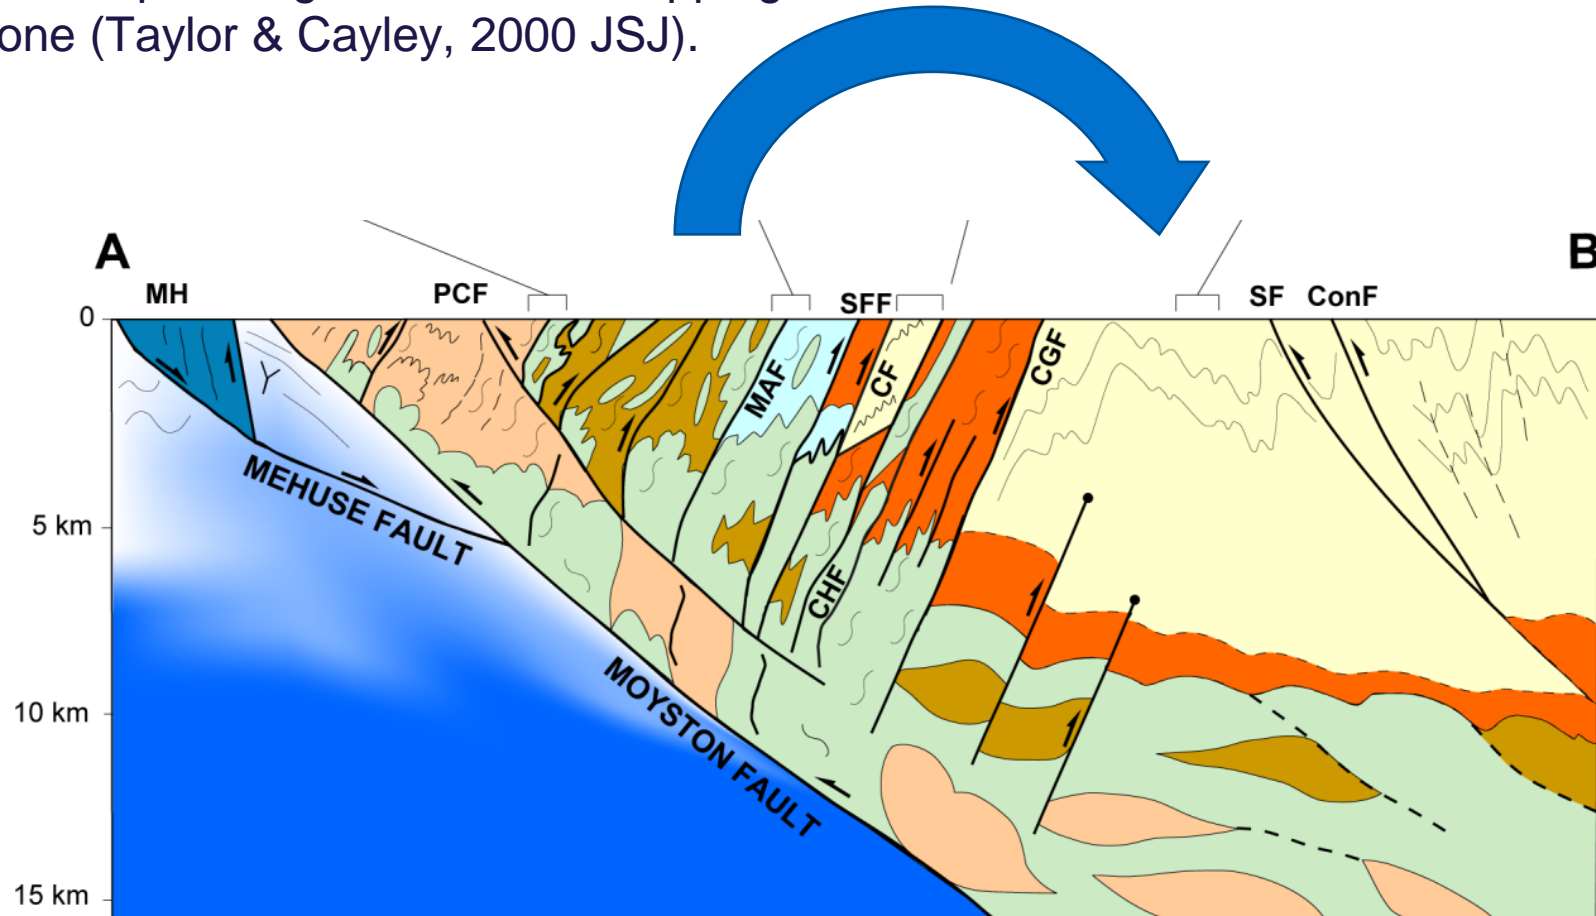 one (Taylor & Cayley, 2000 JSJ).
A
B
MH
PCF
SFF
SF
ConF
0
MAF
CF
CGF
MEHUSE FAULT
5 km
CHF
MOYSTON FAULT
10 km
15 km